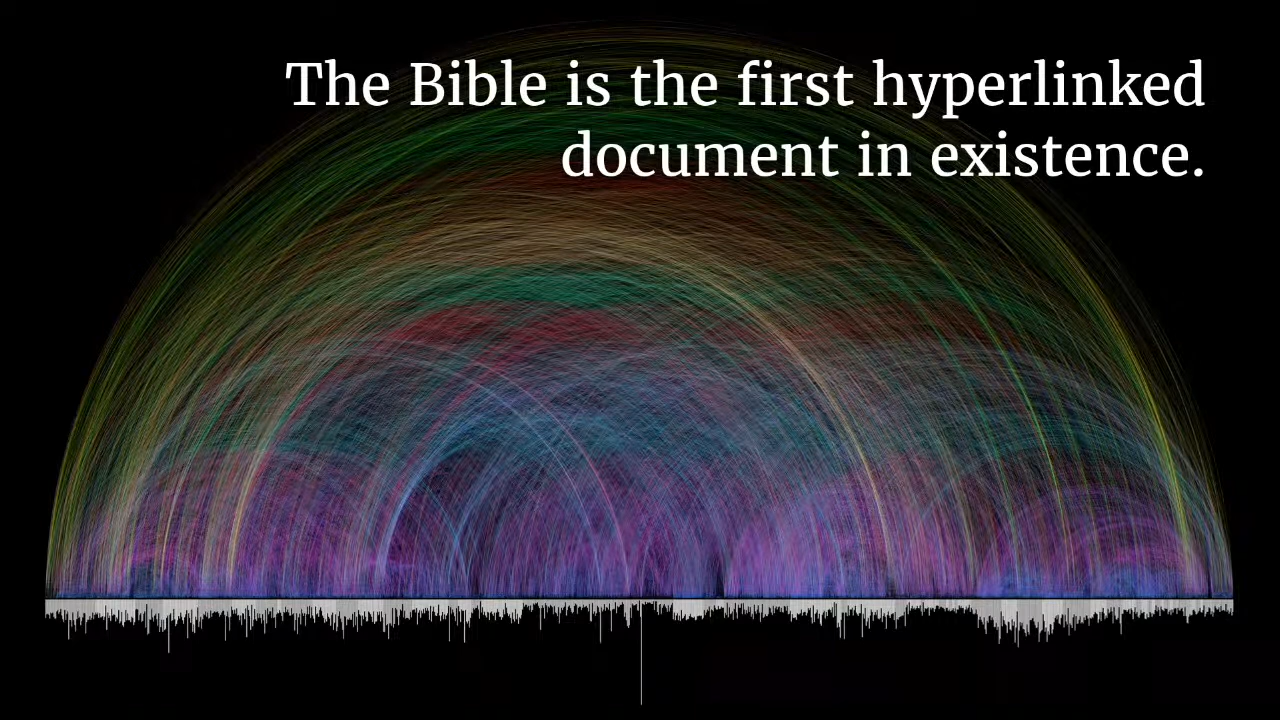 The Bible is the first hyperlinked
document in existence.